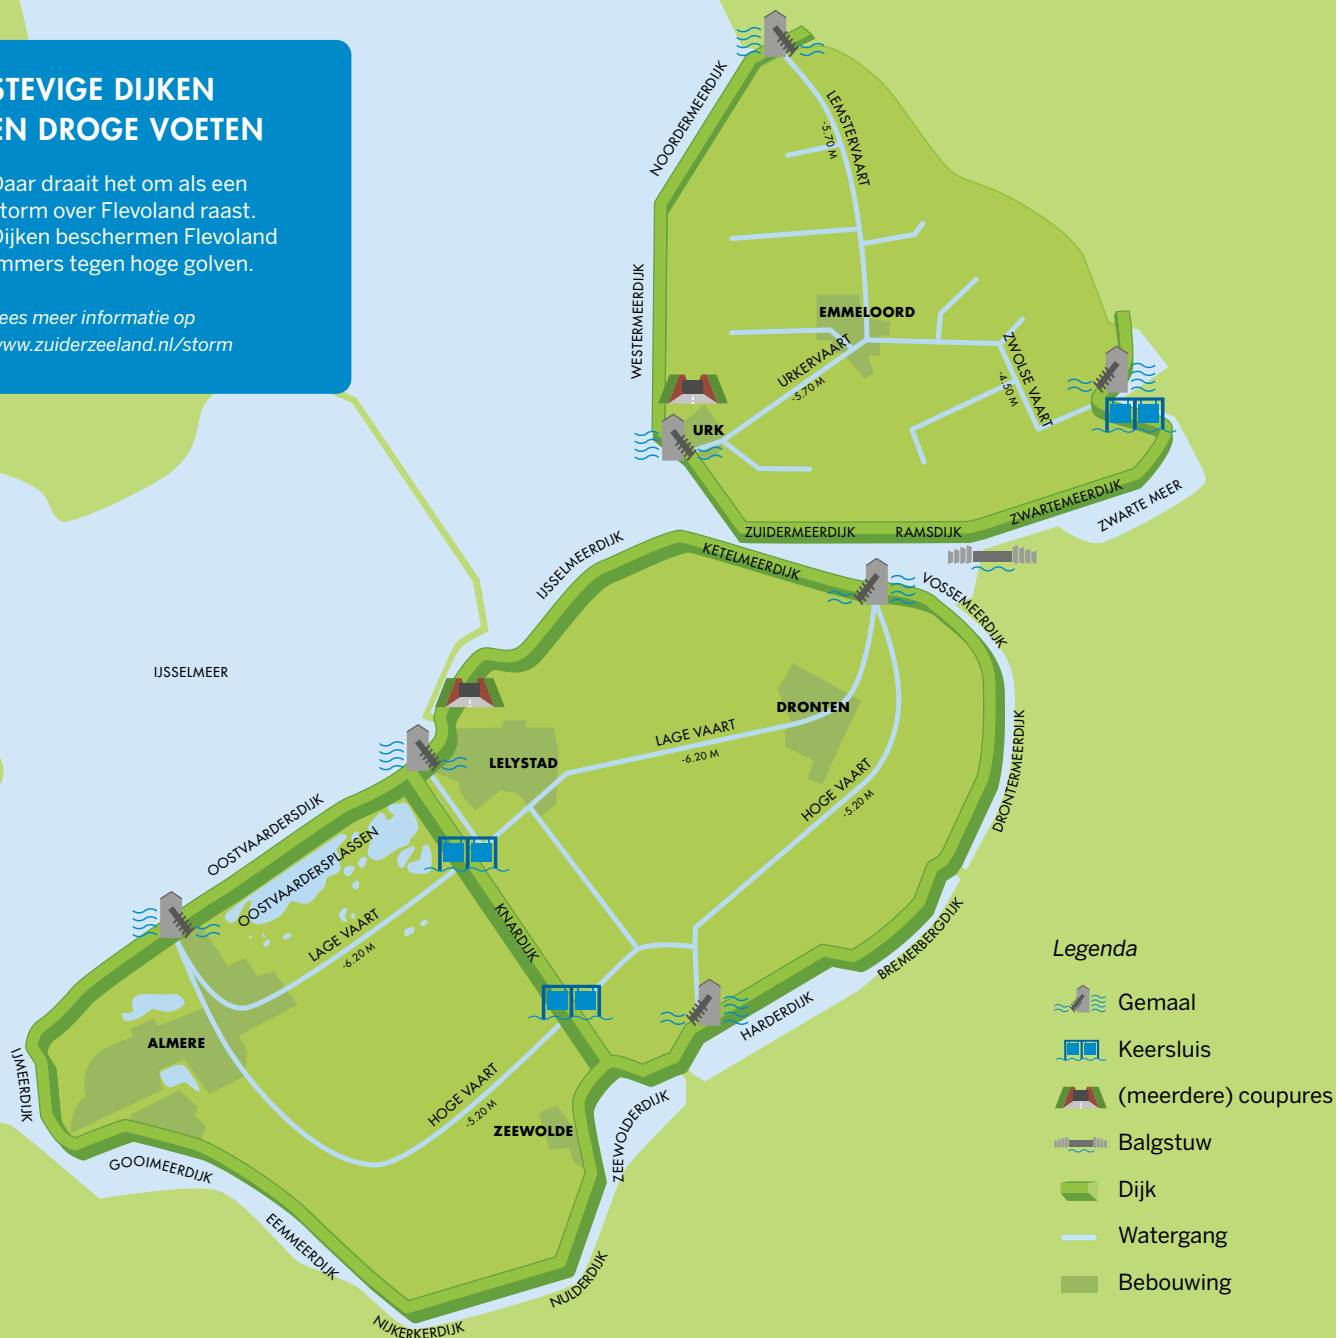 STEVIGE DIJKEN
EN DROGE VOETEN
Daar draait het om als een
storm over Flevoland raast.
Dijken beschermen Flevoland
immers tegen hoge golven.
Lees meer informatie op
www.zuiderzeeland.nl/storm
NOORDERMEERDIJK
LEMSTERVAART
-5.70 M
WESTERMEERDIJK
EMMELOORD
URKERVAART
-5.70 M
ZWOLSE VAART
-4.50 M
URK
ZUIDERMEERDIJK
RAMSDIJK
ZWARTEMEERDIJK
ZWARTE MEER
IJSSELMEERDIJK
KETELMEERDIJK
VOSSEMEERDIJK
IJSSELMEER
DRONTEN
LAGE VAART
-6.20 M
DRONTERMEERDIJK
LELYSTAD
HOGE VAART
-5.20 M
OOSTVAARDERSDIJK
OOSTVAARDERSPLASSEN
LAGE VAART
-6.20 M
KNARDIJK
BREMERBERGDIJK
HARDERDIJK
ALMERE
IJMEERDIJK
HOGE VAART
-5.20 M
ZEEWOLDE
ZEEWOLDERDIJK
GOOIMEERDIJK
EEMMEERDIJK
NULDERDIJK
NIJKERKERDIJK
Legenda
Gemaal
Keersluis
(meerdere) coupures
Balgstuw
Dijk
Watergang
Bebouwing